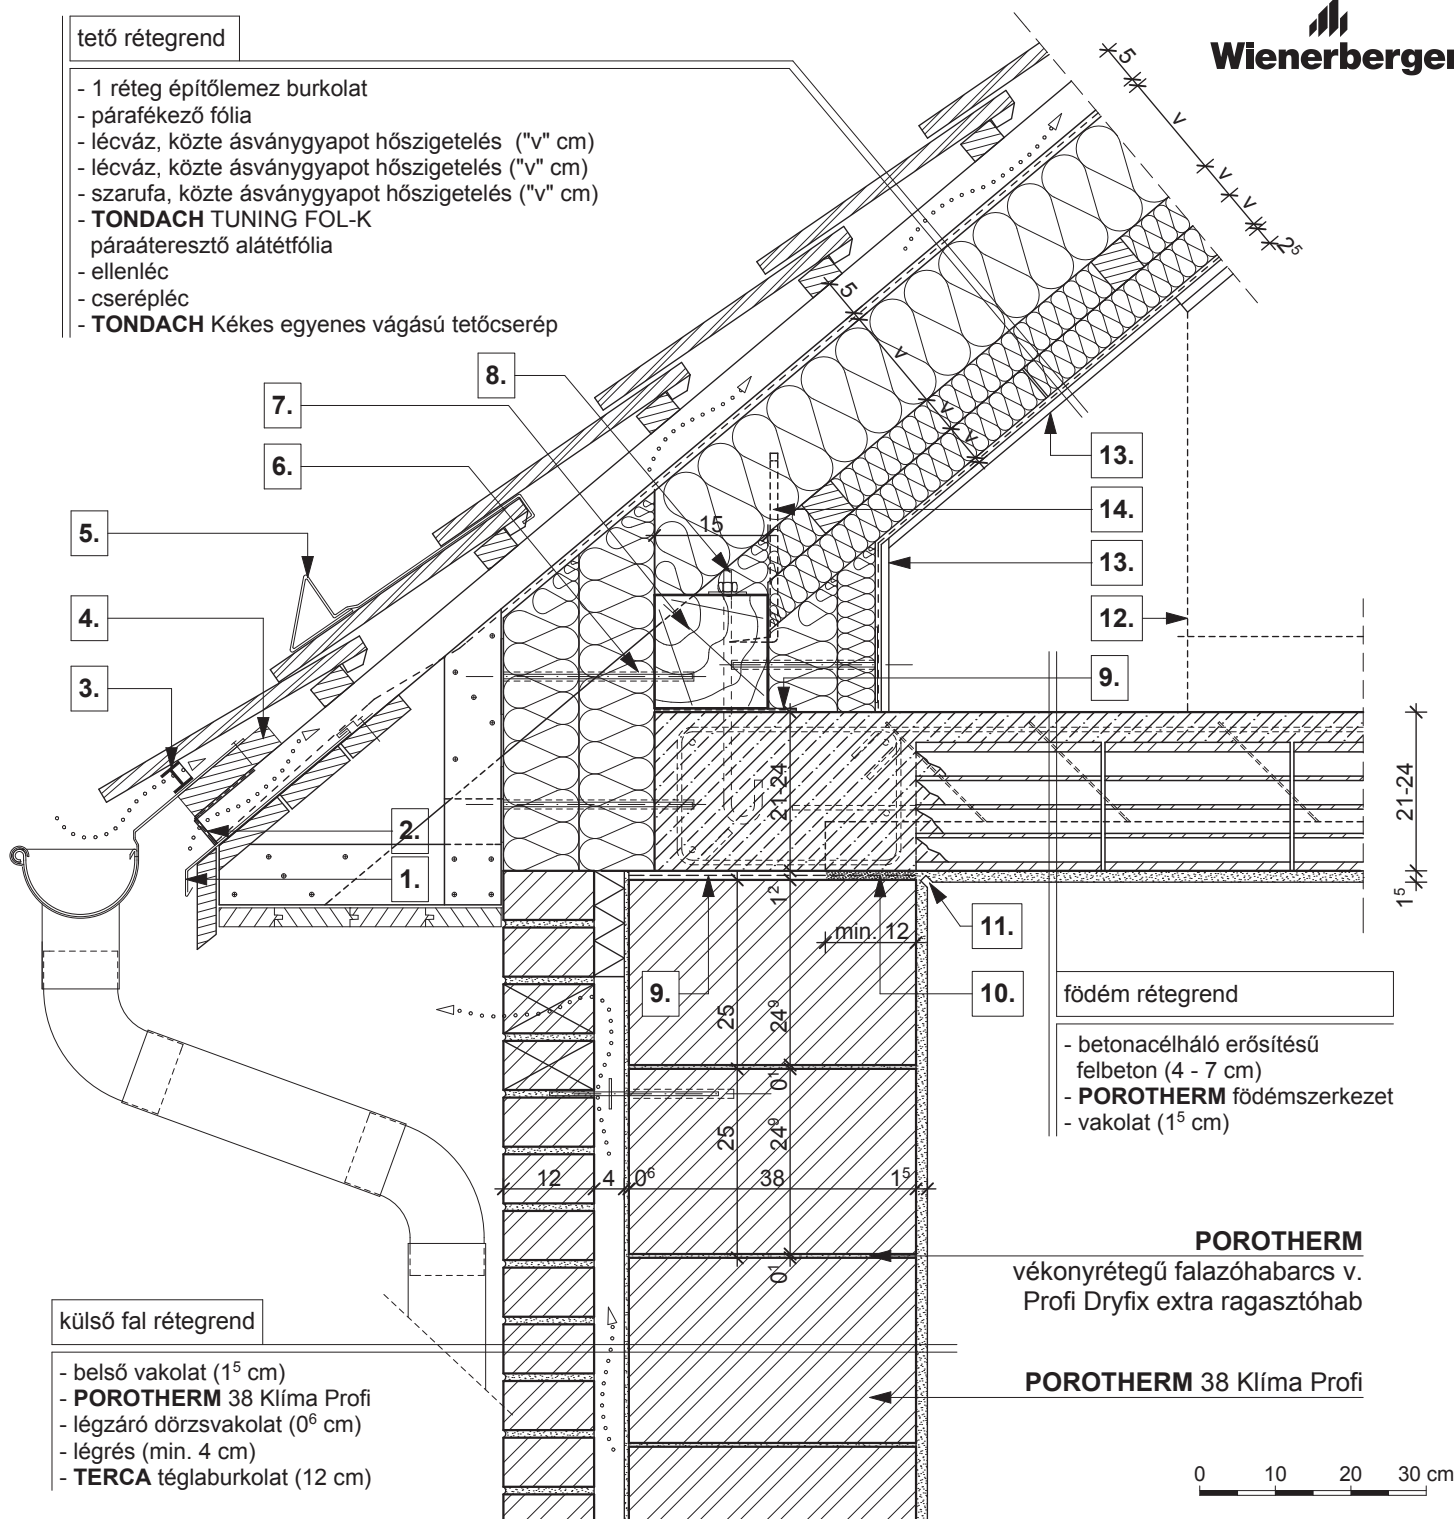 Wienerberger
tető rétegrend
- 1 réteg építőlemez burkolat
- párafékező fólia
- lécváz, közte ásványgyapot hőszigetelés ("v" cm)
- lécváz, közte ásványgyapot hőszigetelés ("v" cm)
- szarufa, közte ásványgyapot hőszigetelés ("v" cm)
- TONDACH TUNING FOL-K
páraáteresztő alátétfólia
- ellenléc
- cserépléc
- TONDACH Kékes egyenes vágású tetőcserép
5
v
v
v
2⁵
5
v
v
v
8.
7.
6.
5.
4.
3.
2.
1.
13.
14.
13.
12.
9.
15
21-24
21-24
1⁵
1²
min. 12
11.
10.
9.
25
24⁹
0¹
25
24⁹
0¹
12
4
0⁶
38
1⁵
födém rétegrend
- betonacélháló erősítésű
felbeton (4 - 7 cm)
- POROTHERM födémszerkezet
- vakolat (1⁵ cm)
POROTHERM
vékonyrétegű falazóhabarcs v.
Profi Dryfix extra ragasztóhab
POROTHERM 38 Klíma Profi
külső fal rétegrend
- belső vakolat (1⁵ cm)
- POROTHERM 38 Klíma Profi
- légzáró dörzsvakolat (0⁶ cm)
- légrés (min. 4 cm)
- TERCA téglaburkolat (12 cm)
0 10 20 30 cm